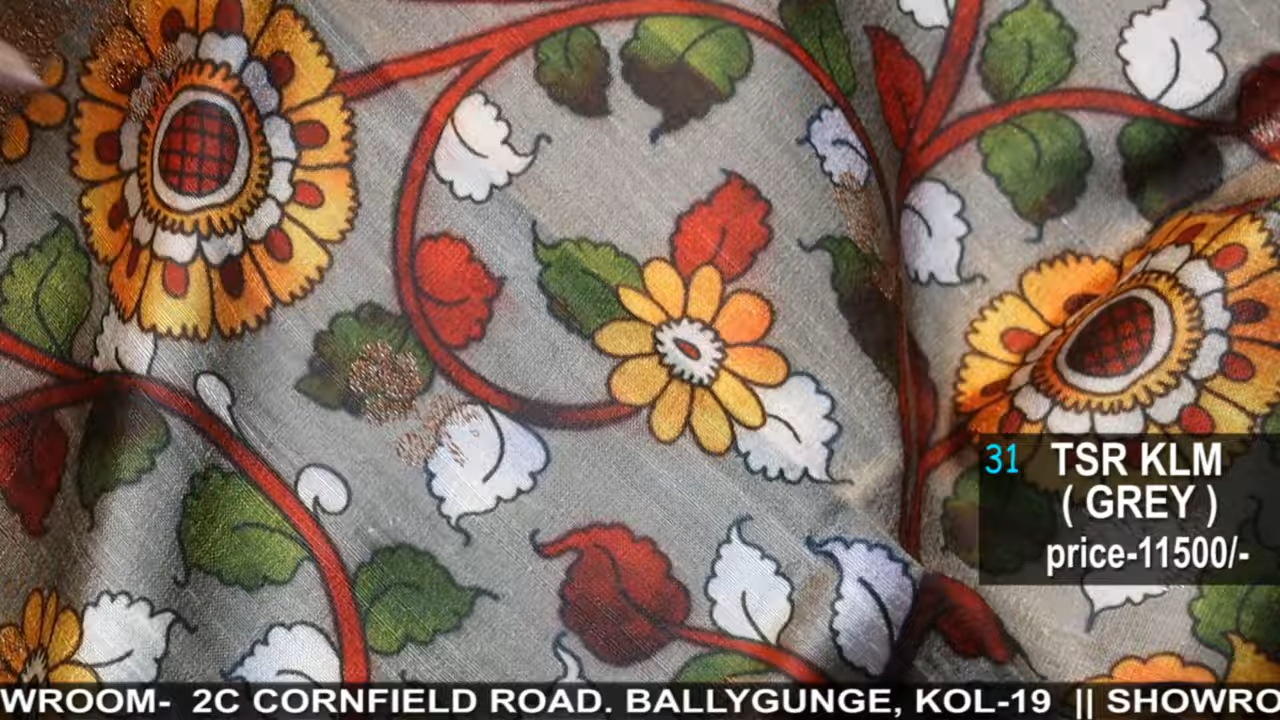 31 TSR KLM
( GREY )
price-11500/-
WROOM- 2C CORNFIELD ROAD. BALLYGUNGE, KOL-19 || SHOWRO